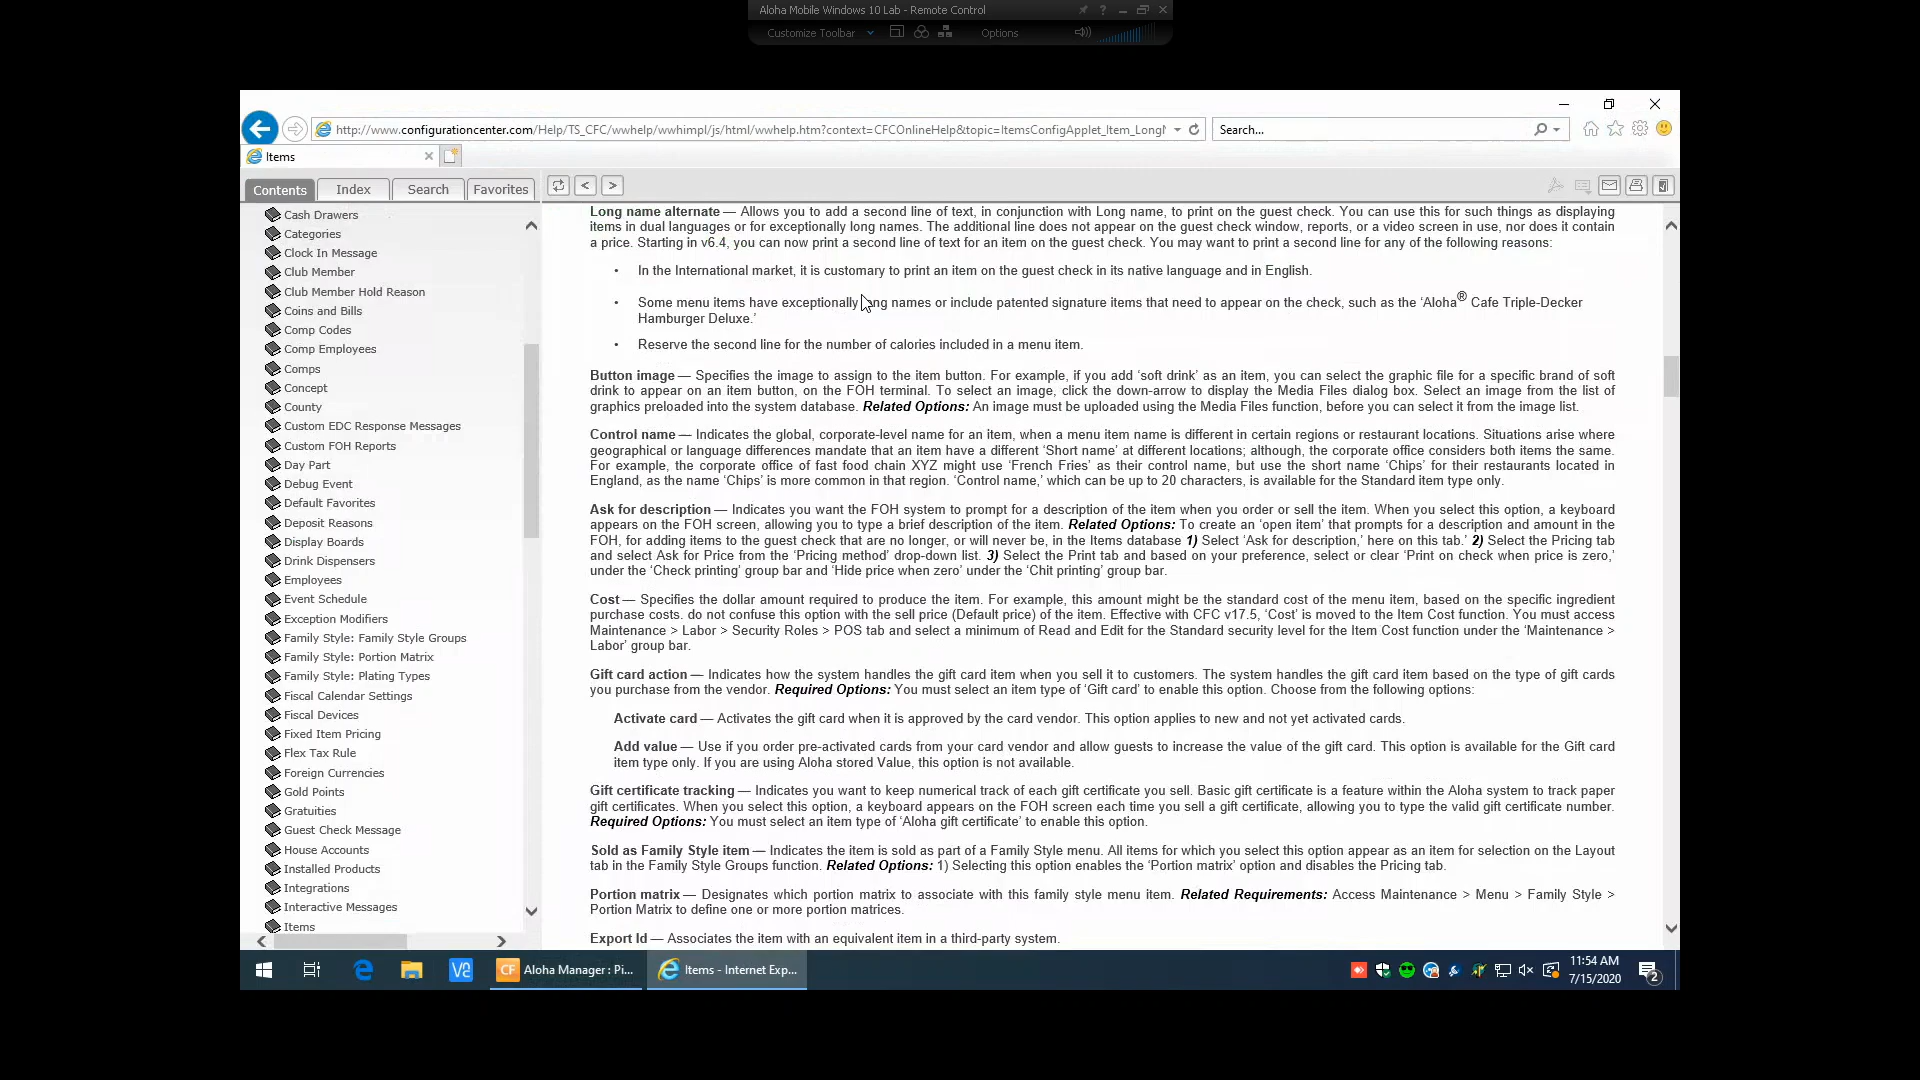 Aloha Mobile Windows 10 Lab - Remote Control
Customize Toolbar
Options
http://www.configurationcenter.com/Help/TS_CFC/wwhelp/wwhimpl/js/html/wwhelp.htm?context=CFCOnlineHelp&topic=ItemsConfigApplet_Item_Long
Search...
Items
Contents
Index
Search
Favorites
Cash Drawers
Categories
Clock In Message
Club Member
Club Member Hold Reason
Coins and Bills
Comp Codes
Comp Employees
Comps
Concept
County
Custom EDC Response Messages
Custom FOH Reports
Day Part
Debug Event
Default Favorites
Deposit Reasons
Display Boards
Drink Dispensers
Employees
Event Schedule
Exception Modifiers
Family Style: Family Style Groups
Family Style: Portion Matrix
Family Style: Plating Types
Fiscal Calendar Settings
Fiscal Devices
Fixed Item Pricing
Flex Tax Rule
Foreign Currencies
Gold Points
Gratuities
Guest Check Message
House Accounts
Installed Products
Integrations
Interactive Messages
Items
Long name alternate — Allows you to add a second line of text, in conjunction with Long name, to print on the guest check. You can use this for such things as displaying
items in dual languages or for exceptionally long names. The additional line does not appear on the guest check window, reports, or a video screen in use, nor does it contain
a price. Starting in v6.4, you can now print a second line of text for an item on the guest check. You may want to print a second line for any of the following reasons:
• In the International market, it is customary to print an item on the guest check in its native language and in English.
• Some menu items have exceptionally long names or include patented signature items that need to appear on the check, such as the ‘Aloha® Cafe Triple-Decker
Hamburger Deluxe.’
• Reserve the second line for the number of calories included in a menu item.
Button image — Specifies the image to assign to the item button. For example, if you add ‘soft drink’ as an item, you can select the graphic file for a specific brand of soft
drink to appear on an item button, on the FOH terminal. To select an image, click the down-arrow to display the Media Files dialog box. Select an image from the list of
graphics preloaded into the system database. Related Options: An image must be uploaded using the Media Files function, before you can select it from the image list.
Control name — Indicates the global, corporate-level name for an item, when a menu item name is different in certain regions or restaurant locations. Situations arise where
geographical or language differences mandate that an item have a different ‘Short name’ at different locations; although, the corporate office considers both items the same.
For example, the corporate office of fast food chain XYZ might use ‘French Fries’ as their control name, but use the short name ‘Chips’ for their restaurants located in
England, as the name ‘Chips’ is more common in that region. ‘Control name,’ which can be up to 20 characters, is available for the Standard item type only.
Ask for description — Indicates you want the FOH system to prompt for a description of the item when you order or sell the item. When you select this option, a keyboard
appears on the FOH screen, allowing you to type a brief description of the item. Related Options: To create an ‘open item’ that prompts for a description and amount in the
FOH, for adding items to the guest check that are no longer, or will never be, in the Items database 1) Select ‘Ask for description,’ here on this tab.’ 2) Select the Pricing tab
and select Ask for Price from the ‘Pricing method’ drop-down list. 3) Select the Print tab and based on your preference, select or clear ‘Print on check when price is zero,’
under the ‘Check printing’ group bar and ‘Hide price when zero’ under the ‘Chit printing’ group bar.
Cost — Specifies the dollar amount required to produce the item. For example, this amount might be the standard cost of the menu item, based on the specific ingredient
purchase costs. do not confuse this option with the sell price (Default price) of the item. Effective with CFC v17.5, ‘Cost’ is moved to the Item Cost function. You must access
Maintenance > Labor > Security Roles > POS tab and select a minimum of Read and Edit for the Standard security level for the Item Cost function under the ‘Maintenance >
Labor’ group bar.
Gift card action — Indicates how the system handles the gift card item when you sell it to customers. The system handles the gift card item based on the type of gift cards
you purchase from the vendor. Required Options: You must select an item type of ‘Gift card’ to enable this option. Choose from the following options:
Activate card — Activates the gift card when it is approved by the card vendor. This option applies to new and not yet activated cards.
Add value — Use if you order pre-activated cards from your card vendor and allow guests to increase the value of the gift card. This option is available for the Gift card
item type only. If you are using Aloha stored Value, this option is not available.
Gift certificate tracking — Indicates you want to keep numerical track of each gift certificate you sell. Basic gift certificate is a feature within the Aloha system to track paper
gift certificates. When you select this option, a keyboard appears on the FOH screen each time you sell a gift certificate, allowing you to type the valid gift certificate number.
Required Options: You must select an item type of ‘Aloha gift certificate’ to enable this option.
Sold as Family Style item — Indicates the item is sold as part of a Family Style menu. All items for which you select this option appear as an item for selection on the Layout
tab in the Family Style Groups function. Related Options: 1) Selecting this option enables the ‘Portion matrix’ option and disables the Pricing tab.
Portion matrix — Designates which portion matrix to associate with this family style menu item. Related Requirements: Access Maintenance > Menu > Family Style >
Portion Matrix to define one or more portion matrices.
Export Id — Associates the item with an equivalent item in a third-party system.
CF Aloha Manager : Pi...
Items - Internet Exp...
11:54 AM
7/15/2020
2